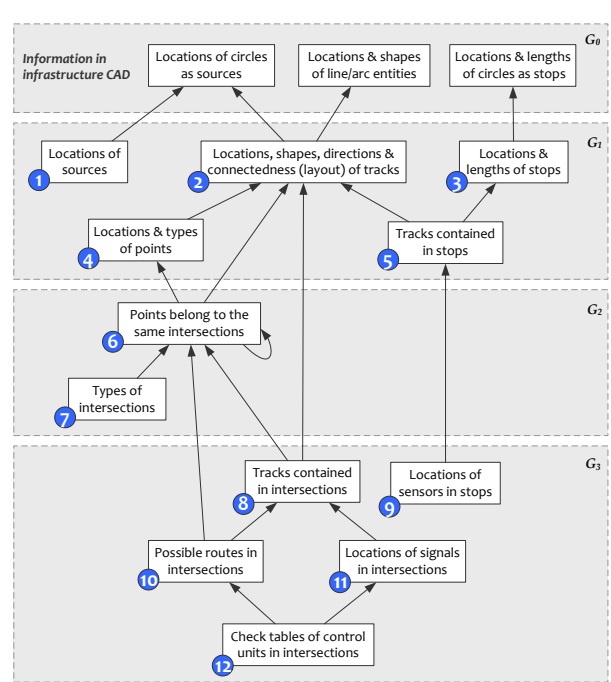 G0
Information in
infrastructure CAD
Locations of circles
as sources
Locations & shapes
of line/arc entities
Locations & lengths
of circles as stops
G1
Locations of
sources
1
Locations, shapes, directions &
connectedness (layout) of tracks
2
Locations &
lengths of stops
3
Locations & types
of points
4
Tracks contained
in stops
5
G2
Points belong to the
same intersections
6
Types of
intersections
7
G3
Tracks contained
in intersections
8
Locations of
sensors in stops
9
Possible routes in
intersections
10
Locations of signals
in intersections
11
Check tables of control
units in intersections
12